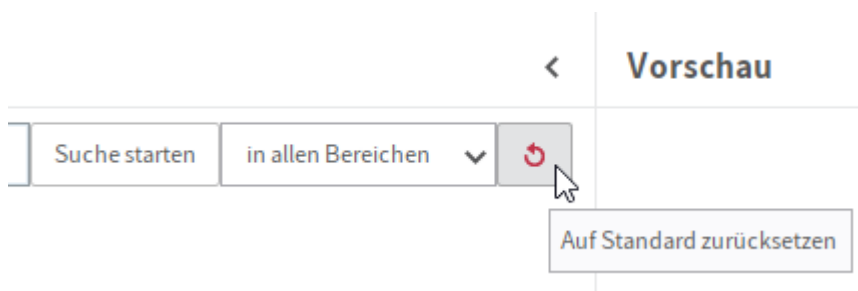 Vorschau
Suche starten
in allen Bereichen
Auf Standard zurücksetzen